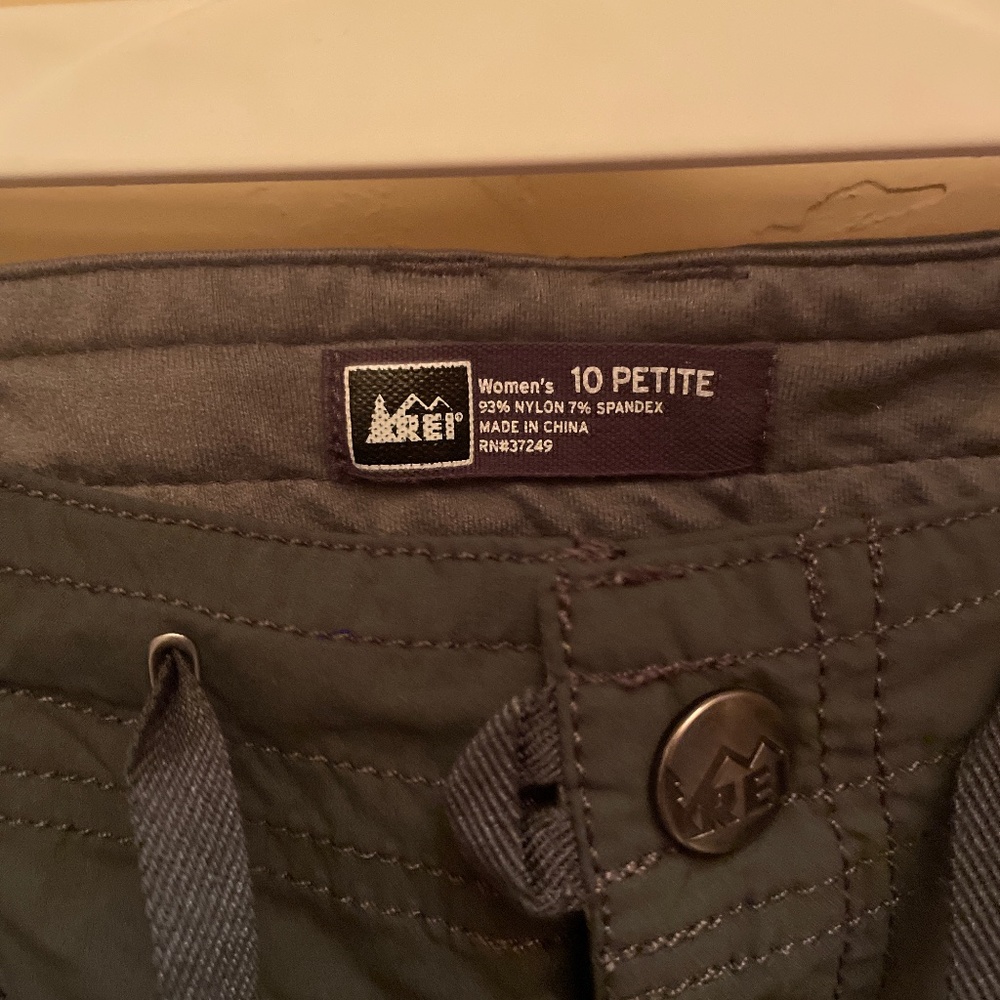 REI®
Women's 10 PETITE
93% NYLON 7% SPANDEX
MADE IN CHINA
RN#37249
REI